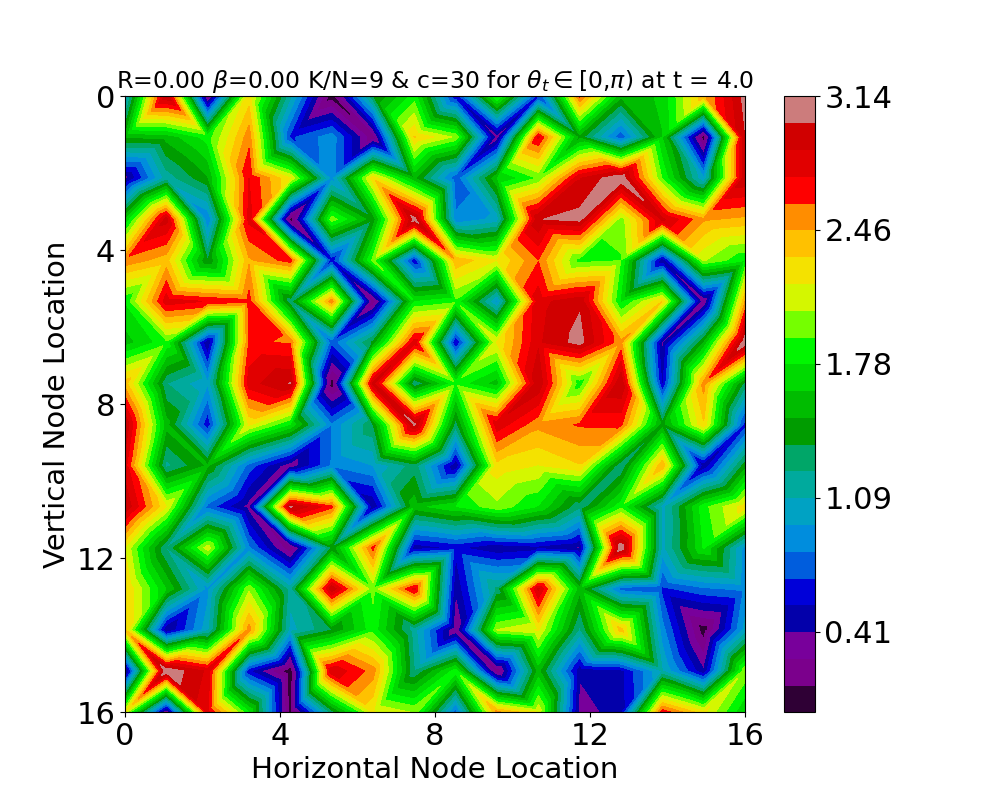 R=0.00 β=0.00 K/N=9 & c=30 for θₜ ∈ [0,π) at t = 4.0
0
4
8
12
16
Vertical Node Location
0 4 8 12 16
Horizontal Node Location
3.14
2.46
1.78
1.09
0.41